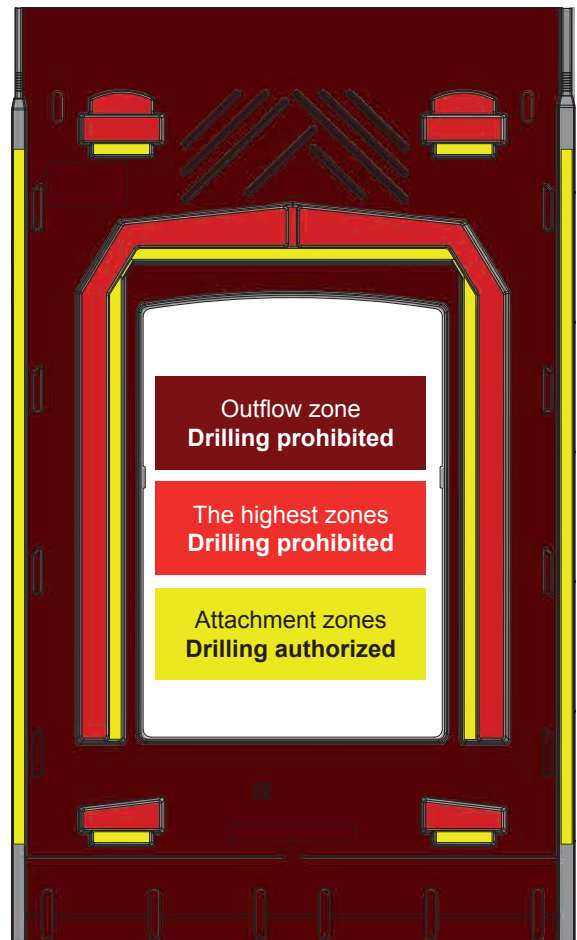 Outflow zone
Drilling prohibited
The highest zones
Drilling prohibited
Attachment zones
Drilling authorized